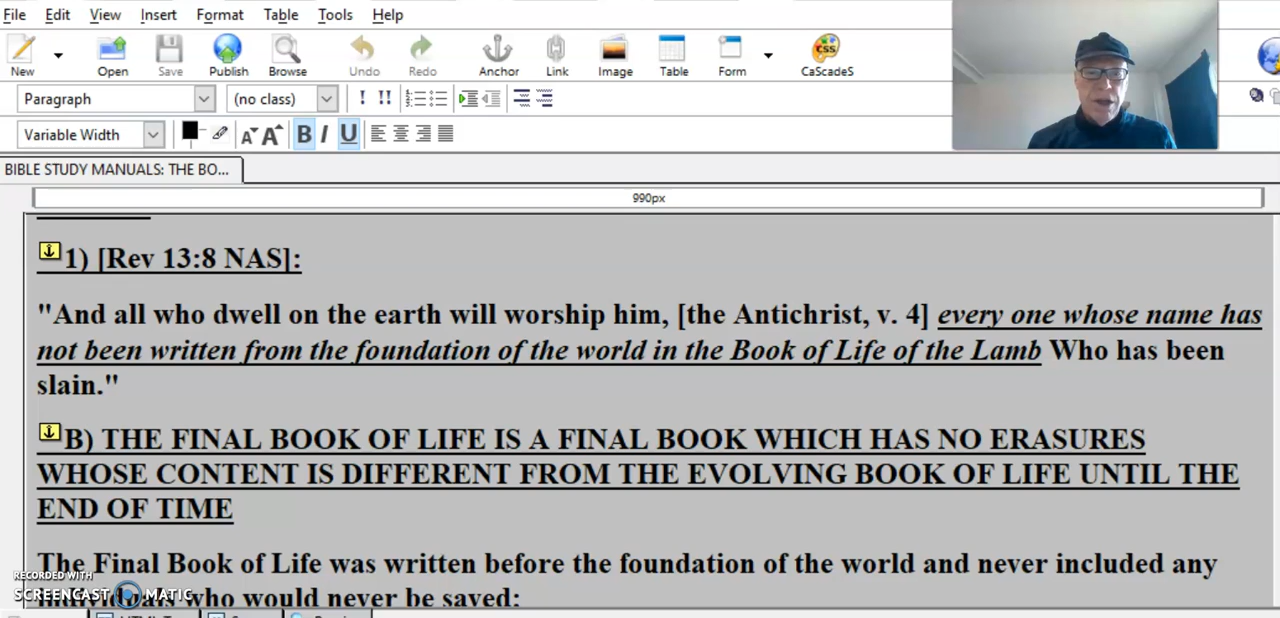 File Edit View Insert Format Table Tools Help
New Open Save Publish Browse Undo Redo Anchor Link Image Table Form CaScadeS
Paragraph (no class) ! !!
Variable Width A A B I U
BIBLE STUDY MANUALS: THE BO...
990px
1) [Rev 13:8 NAS]:
"And all who dwell on the earth will worship him, [the Antichrist, v. 4] every one whose name has
not been written from the foundation of the world in the Book of Life of the Lamb Who has been
slain."
B) THE FINAL BOOK OF LIFE IS A FINAL BOOK WHICH HAS NO ERASURES
WHOSE CONTENT IS DIFFERENT FROM THE EVOLVING BOOK OF LIFE UNTIL THE
END OF TIME
The Final Book of Life was written before the foundation of the world and never included any
individuals who would never be saved:
RECORDED WITH
SCREENCAST MATIC